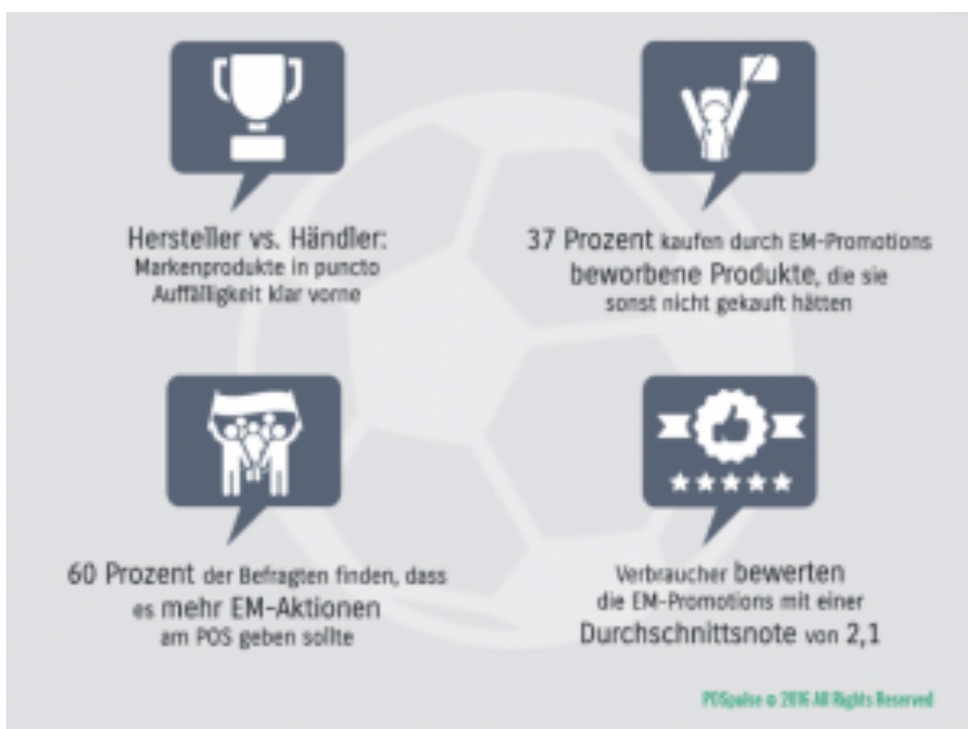 Hersteller vs. Händler:
Markenprodukte in puncto
Auffälligkeit klar vorne
37 Prozent kaufen durch EM-Promotions
beworbene Produkte, die sie
sonst nicht gekauft hätten
60 Prozent der Befragten finden, dass
es mehr EM-Aktionen
am POS geben sollte
Verbraucher bewerten
die EM-Promotions mit einer
Durchschnittsnote von 2,1
POSpulse © 2016 All Rights Reserved